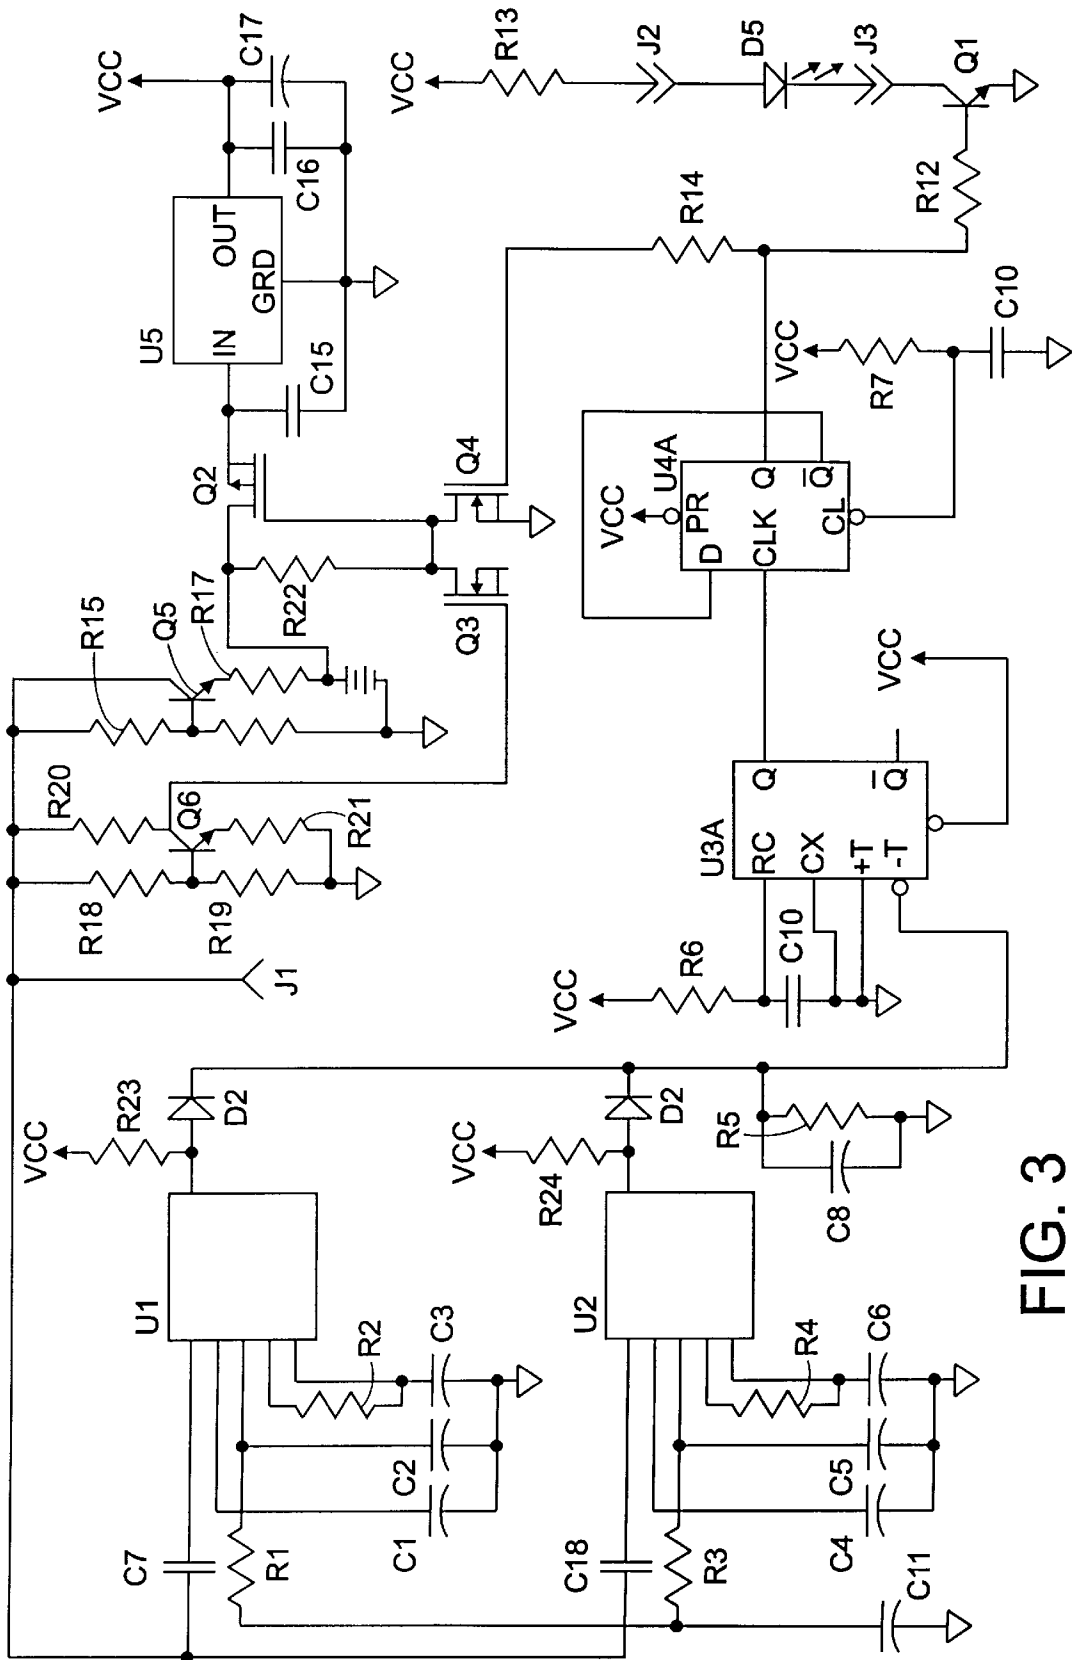 VCC
C17
C16
U5
IN
OUT
GRD
C15
VCC
R13
J2
D5
J3
Q1
R12
R14
Q2
Q4
Q3
R22
R15
Q5
R17
R20
Q6
R21
R18
R19
J1
VCC
R7
C10
VCC
U4A
PR
D
CLK
Q
Q̅
CL
VCC
U3A
RC
CX
+T
-T
Q
Q̅
VCC
R6
C10
VCC
R23
D2
U1
R2
C3
C2
C1
C7
R1
VCC
R24
D2
U2
R4
C6
C5
C4
C18
R3
C11
R5
C8
FIG. 3